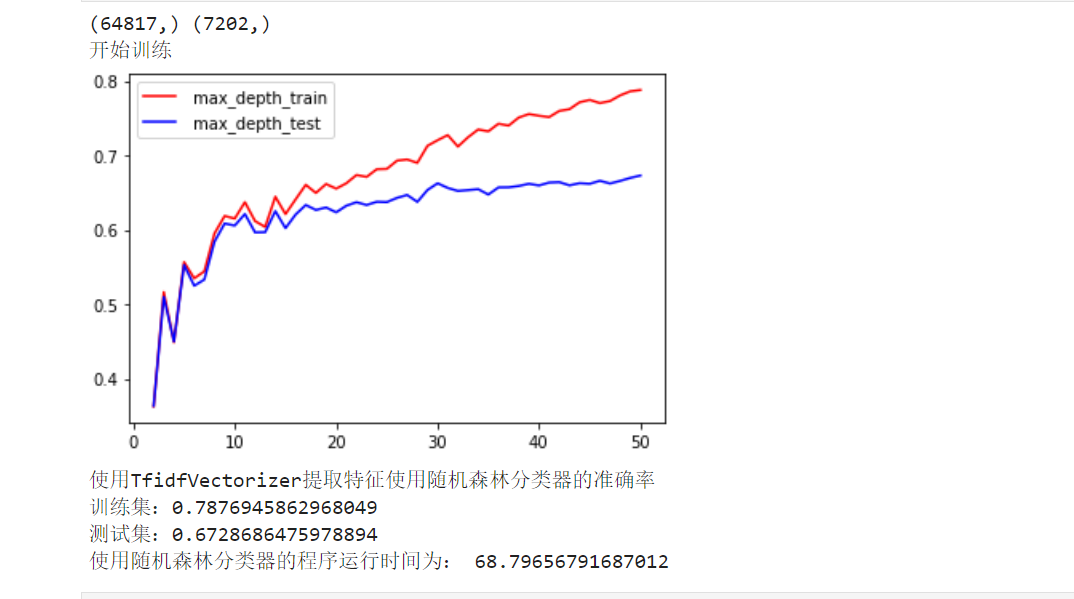 (64817,) (7202,)
开始训练
0.8
max_depth_train
max_depth_test
0.7
0.6
0.5
0.4
0 10 20 30 40 50
使用TfidfVectorizer提取特征使用随机森林分类器的准确率
训练集：0.7876945862968049
测试集：0.6728686475978894
使用随机森林分类器的程序运行时间为： 68.79656791687012